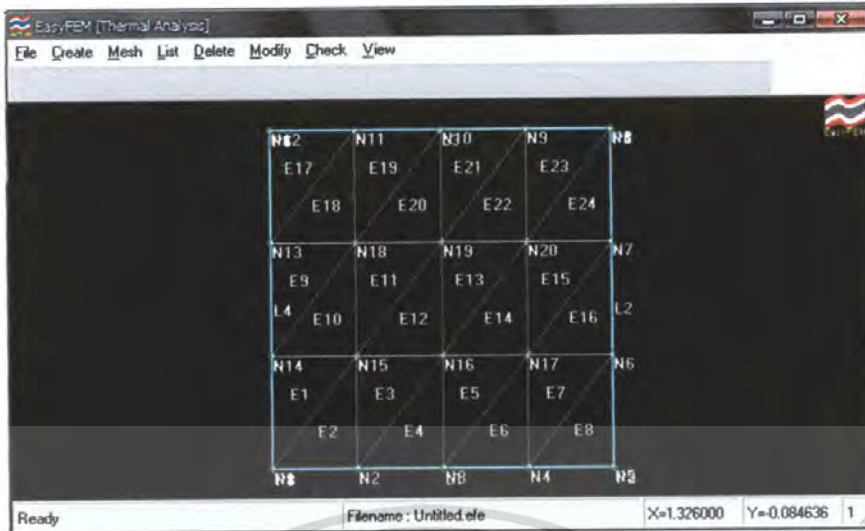 EasyFEM [Thermal Analysis]
File Create Mesh List Delete Modify Check View
N11 N9
E17 E19 E21 E23
E18 E20 E22 E24
N13 N18 N19 N20 N7
E9 E11 E13 E15
L4 L2
E10 E12 E14 E16
N14 N15 N16 N17 N6
E1 E3 E5 E7
E2 E4 E6 E8
N2 N4
Ready Filename : Untitled.efe X=1.326000 Y=-0.084636 1